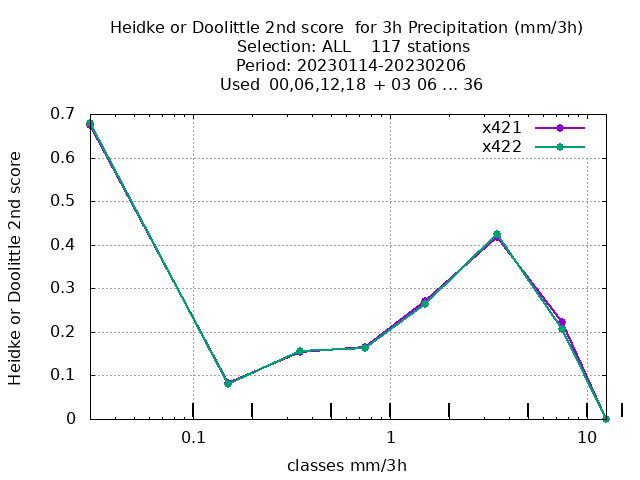 Heidke or Doolittle 2nd score  for 3h Precipitation (mm/3h)
Selection: ALL    117 stations
Period: 20230114-20230206
Used  00,06,12,18  + 03 06 ... 36
x421
x422
Heidke or Doolittle 2nd score
0.7
0.6
0.5
0.4
0.3
0.2
0.1
0
0.1 1 10
classes mm/3h